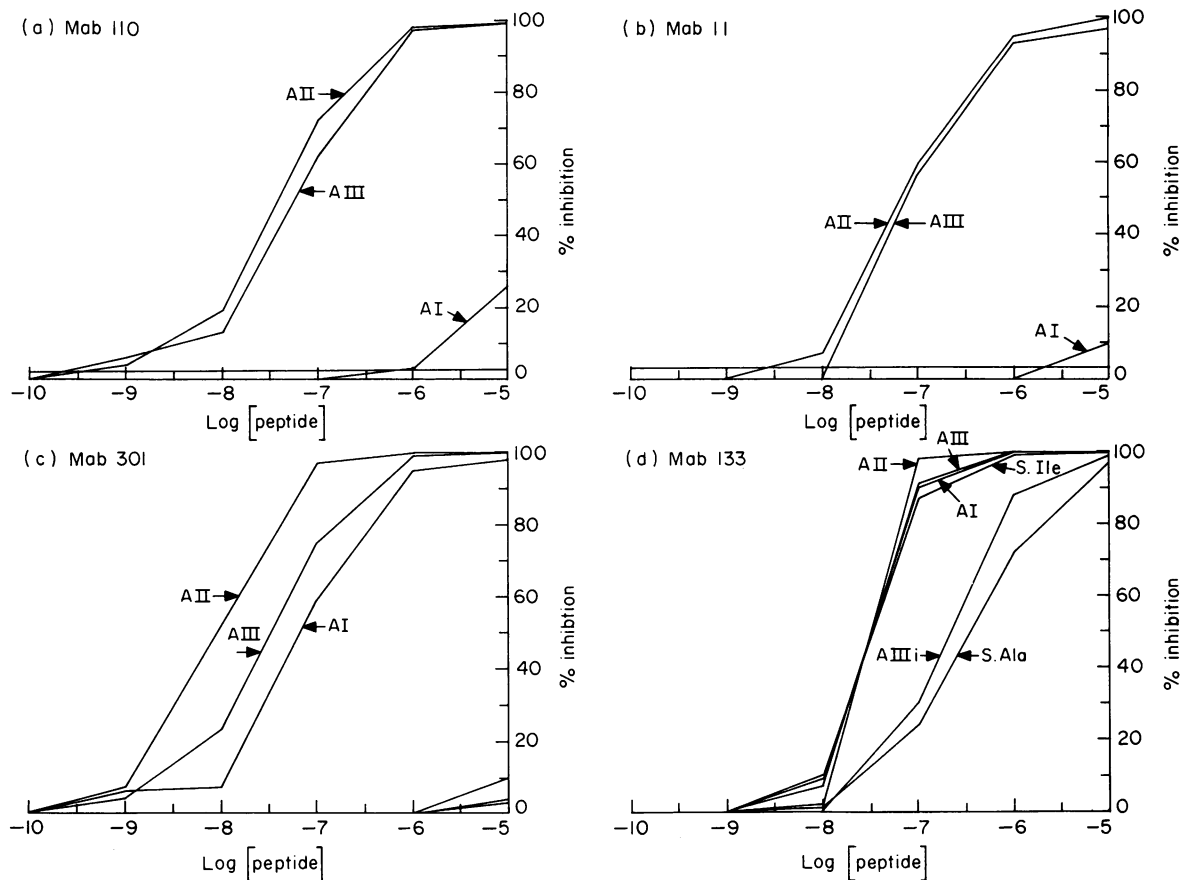 (a) Mab 110
AII
AIII
AI
100
80
60
40
20
0
% inhibition
-10 -9 -8 -7 -6 -5
Log [peptide]
(b) Mab 11
AII
AIII
AI
100
80
60
40
20
0
% inhibition
-10 -9 -8 -7 -6 -5
Log [peptide]
(c) Mab 301
AII
AIII
AI
100
80
60
40
20
0
% inhibtion
-10 -9 -8 -7 -6 -5
Log [peptide]
(d) Mab 133
AII
AIII
S. Ile
AI
AIIIi
S. Ala
100
80
60
40
20
0
% inhibition
-10 -9 -8 -7 -6 -5
Log [peptide]